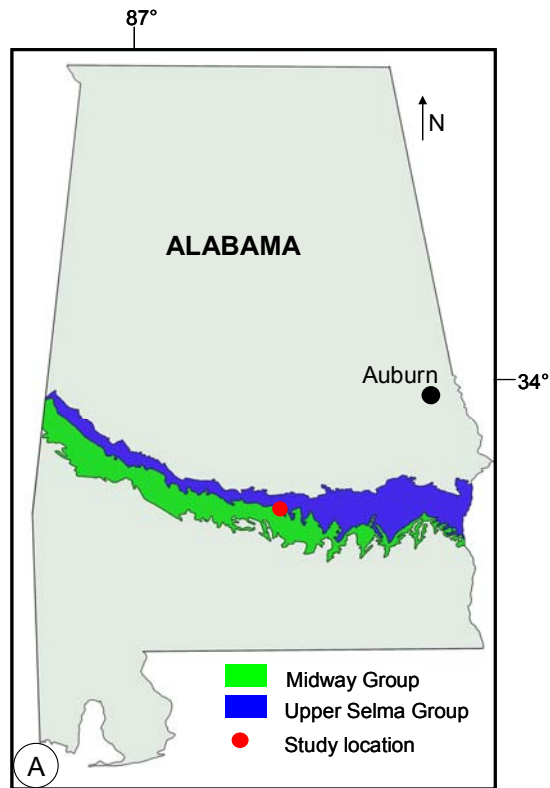 87°
N
ALABAMA
Auburn
34°
Midway Group
Upper Selma Group
Study location
A